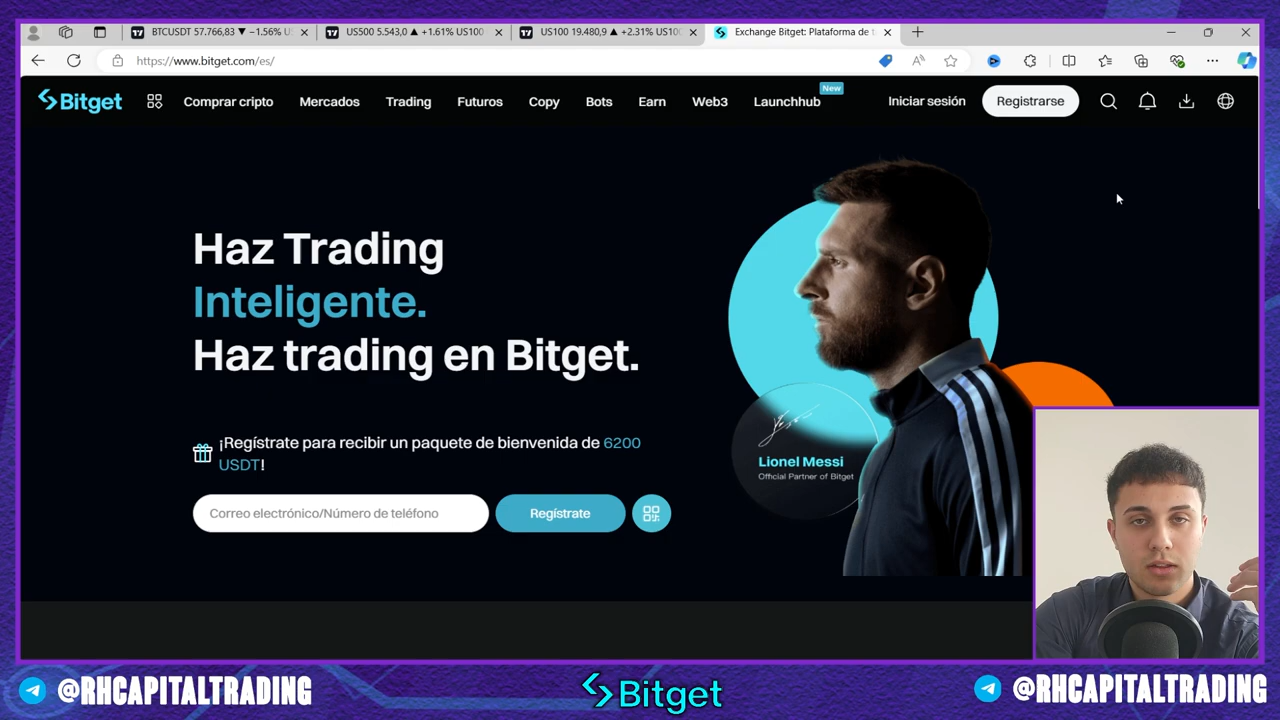 BTCUSDT 57.766,83 ▼ −1.56% U
US500 5.543,0 ▲ +1.61% US100
US100 19.480,9 ▲ +2.31% US10
Exchange Bitget: Plataforma de t
https://www.bitget.com/es/
Bitget
Comprar cripto
Mercados
Trading
Futuros
Copy
Bots
Earn
Web3
Launchhub
New
Iniciar sesión
Registrarse
Haz Trading
Inteligente.
Haz trading en Bitget.
¡Regístrate para recibir un paquete de bienvenida de 6200
USDT!
Correo electrónico/Número de teléfono
Regístrate
Lionel Messi
Official Partner of Bitget
@RHCAPITALTRADING
Bitget
@RHCAPITALTRADING